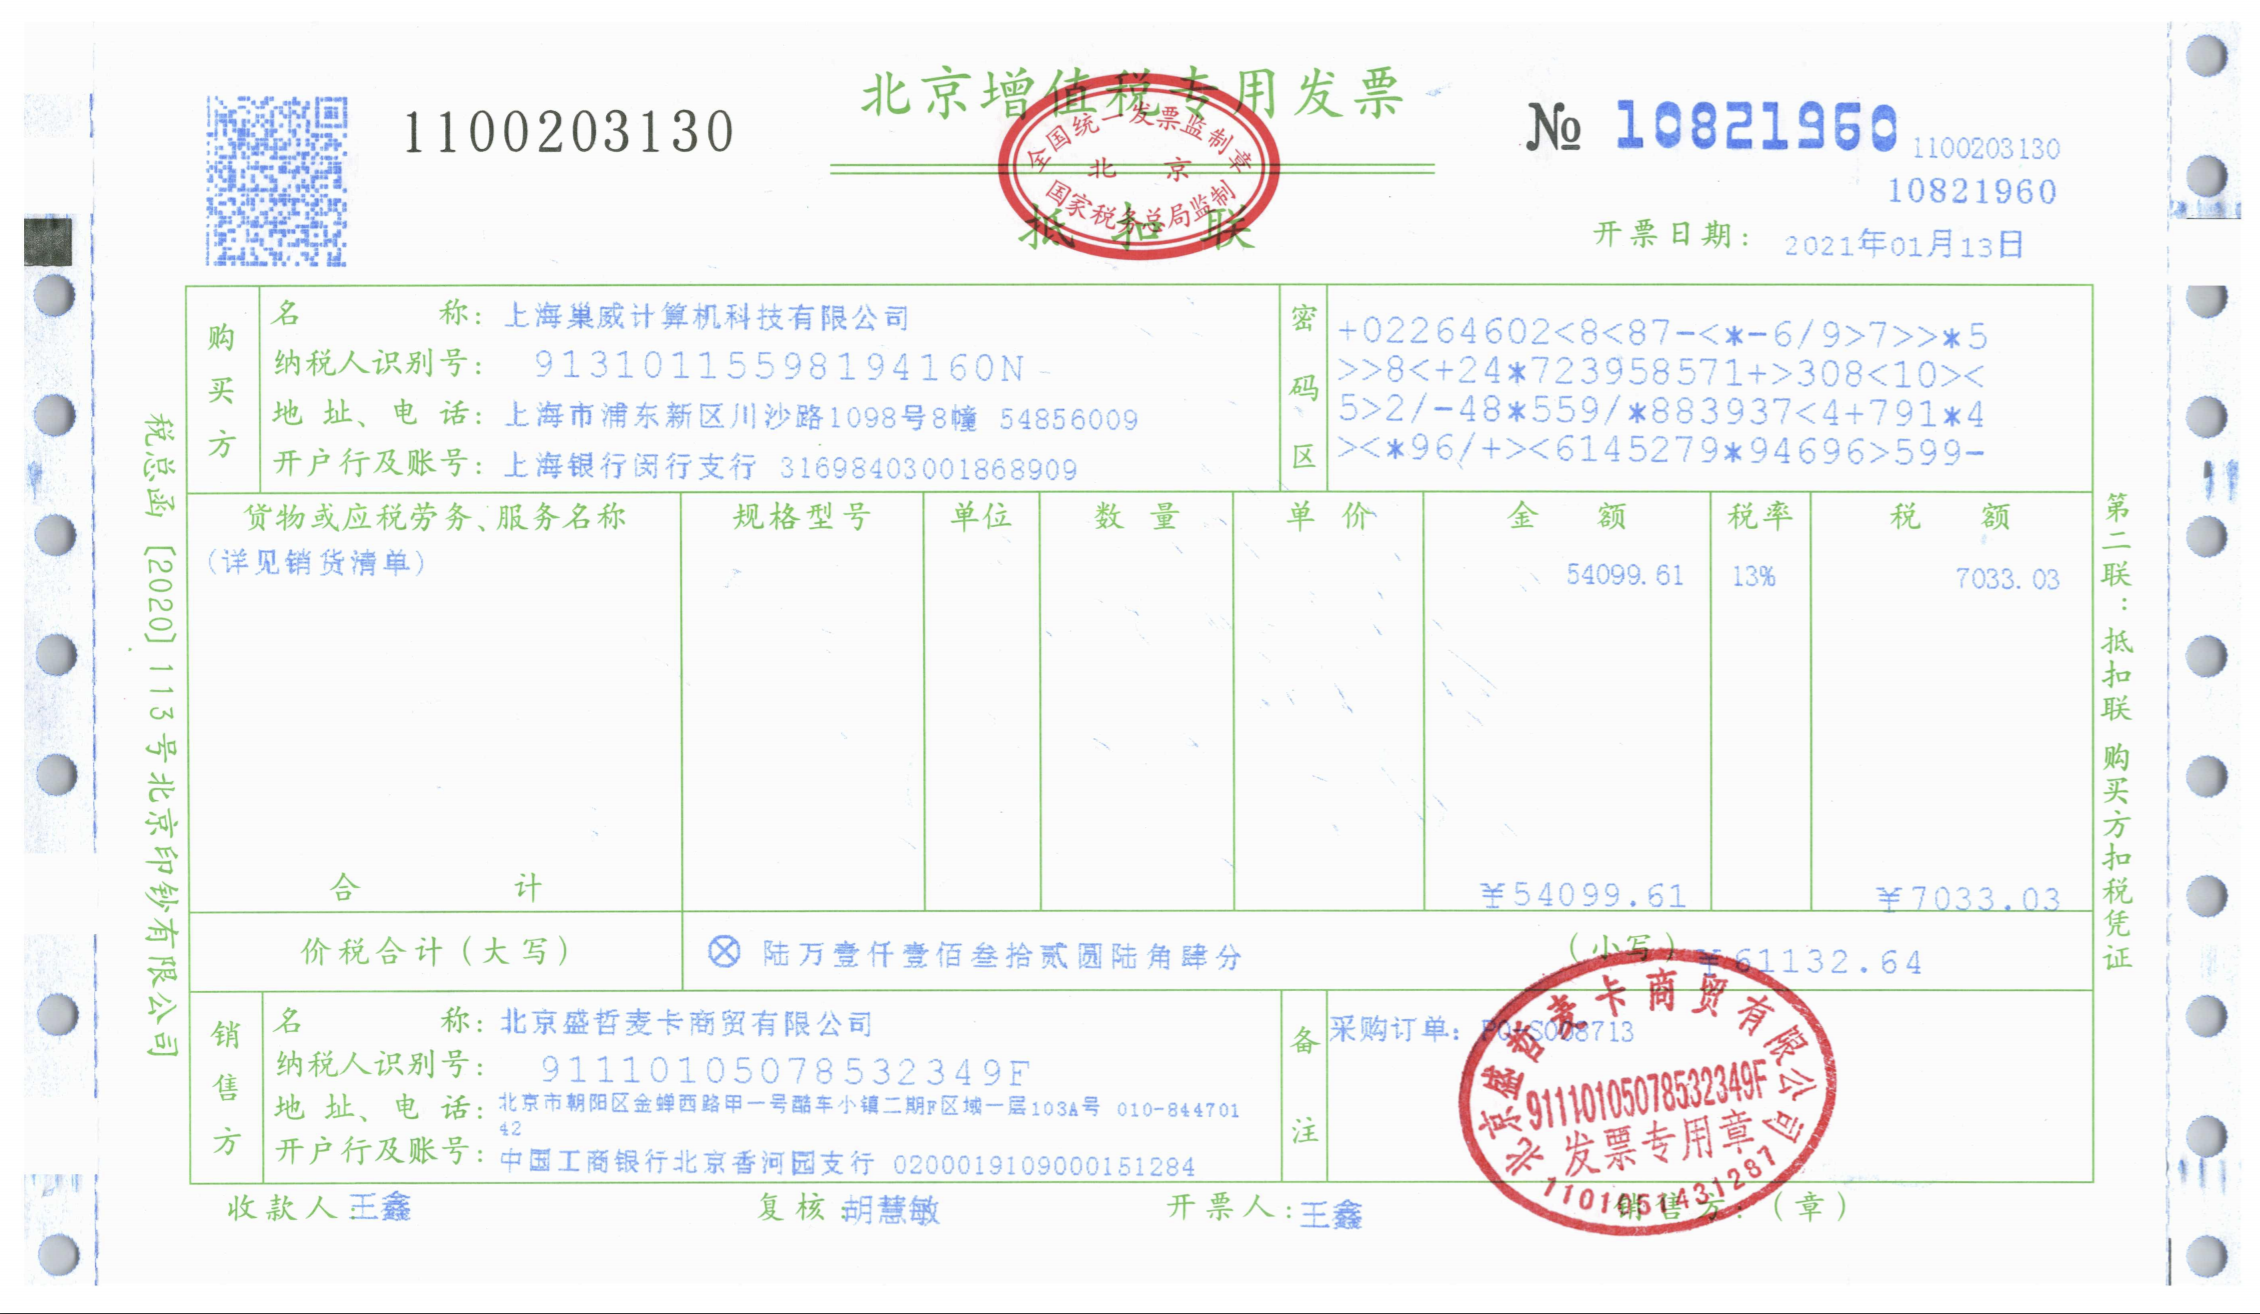 北京增值税专用发票
1100203130
№ 10821960
1100203130
10821960
全国统一发票监制章
北 京
国家税务总局监制
抵 扣 联
开票日期: 2021年01月13日
购买方
名 称: 上海巢威计算机科技有限公司
纳税人识别号: 91310115598194160N
地 址、电 话: 上海市浦东新区川沙路1098号8幢 54856009
开户行及账号: 上海银行闵行支行 31698403001868909
密码区
+02264602<8<87-<*-6/9>7>>*5
>>8<+24*723958571+>308<10><
5>2/-48*559/*883937<4+791*4
><*96/+><6145279*94696>599-
货物或应税劳务、服务名称 规格型号 单位 数 量 单 价 金 额 税率 税 额
(详见销货清单) 54099.61 13% 7033.03
合 计 ¥54099.61 ¥7033.03
价税合计(大写) ⊗ 陆万壹仟壹佰叁拾贰圆陆角肆分 (小写) ¥61132.64
销售方
名 称: 北京盛哲麦卡商贸有限公司
纳税人识别号: 91110105078532349F
地 址、电 话: 北京市朝阳区金蝉西路甲一号酷车小镇二期F区域一层103A号 010-844701
42
开户行及账号: 中国工商银行北京香河园支行 0200019109000151284
备注
采购订单: PO-S008713
北京盛哲麦卡商贸有限公司
91110105078532349F
发票专用章
1101051431287
收款人: 王鑫 复核: 胡慧敏 开票人: 王鑫 销售方: (章)
税总函 [2020] 113号北京印钞有限公司
第二联: 抵扣联 购买方扣税凭证